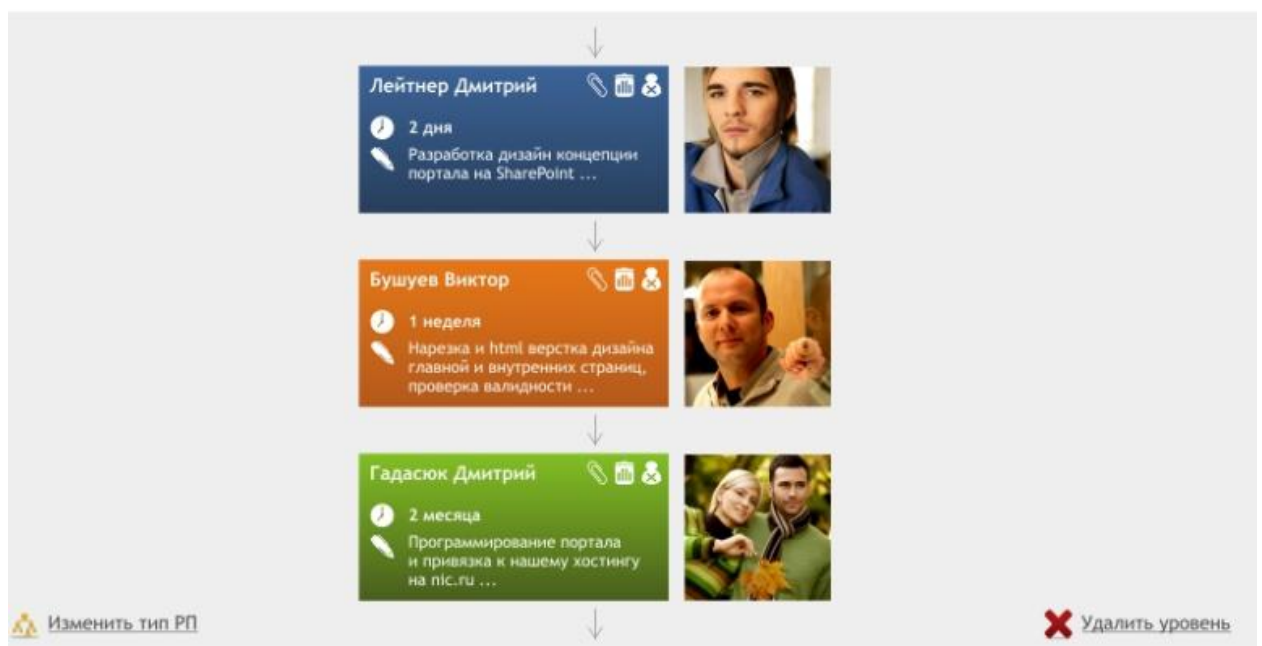 Лейтнер Дмитрий
2 дня
Разработка дизайн концепции
портала на SharePoint ...
Бушуев Виктор
1 неделя
Нарезка и html верстка дизайна
главной и внутренних страниц,
проверка валидности ...
Гадасюк Дмитрий
2 месяца
Программирование портала
и привязка к нашему хостингу
на nic.ru ...
Изменить тип РП
Удалить уровень